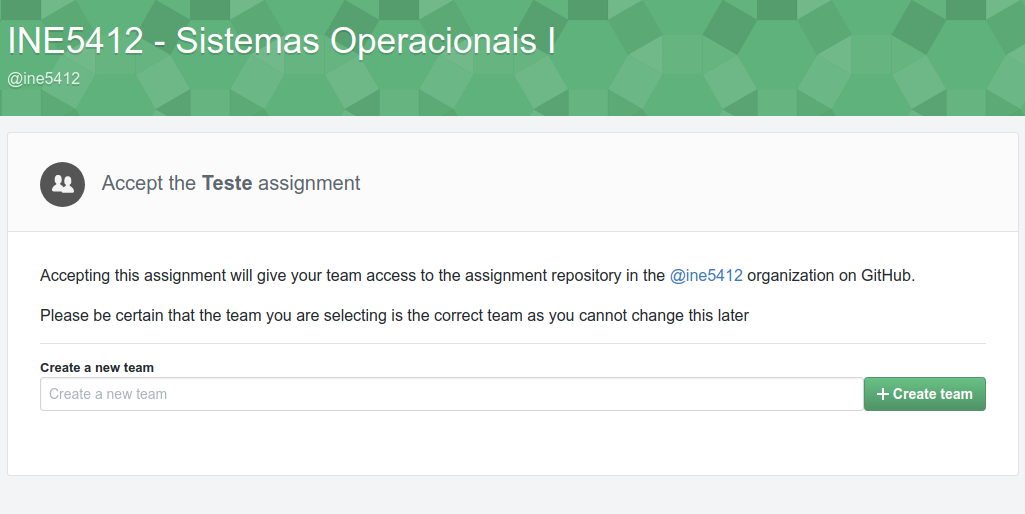 INE5412 - Sistemas Operacionais I
@ine5412
Accept the Teste assignment
Accepting this assignment will give your team access to the assignment repository in the @ine5412 organization on GitHub.
Please be certain that the team you are selecting is the correct team as you cannot change this later
Create a new team
Create a new team
+ Create team